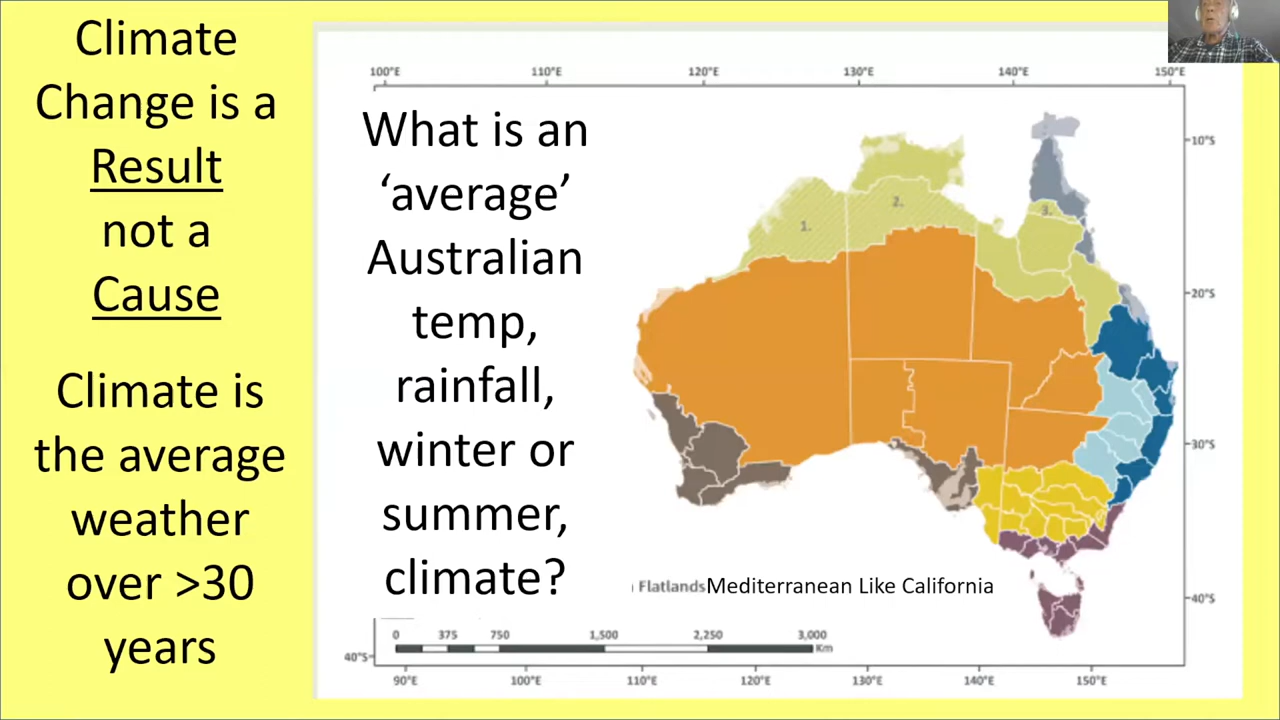 Climate
Change is a
Result
not a
Cause
Climate is
the average
weather
over >30
years
100°E 110°E 120°E 130°E 140°E 150°E
What is an
‘average’
Australian
temp,
rainfall,
winter or
summer,
climate?
10°S
20°S
30°S
40°S
1.
2.
3.
Flatlands Mediterranean Like California
0 375 750 1,500 2,250 3,000
Km
40°S
90°E 100°E 110°E 120°E 130°E 140°E 150°E